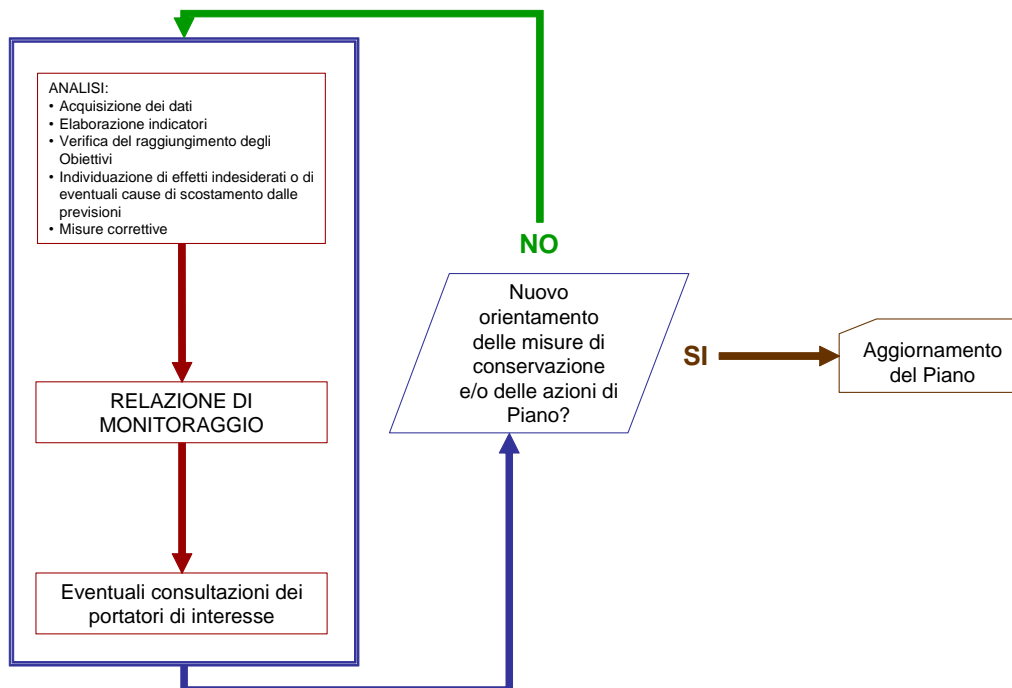 ANALISI:
• Acquisizione dei dati
• Elaborazione indicatori
• Verifica del raggiungimento degli
Obiettivi
• Individuazione di effetti indesiderati o di
eventuali cause di scostamento dalle
previsioni
• Misure correttive
RELAZIONE DI
MONITORAGGIO
Eventuali consultazioni dei
portatori di interesse
NO
Nuovo
orientamento
delle misure di
conservazione
e/o delle azioni di
Piano?
SI
Aggiornamento
del Piano